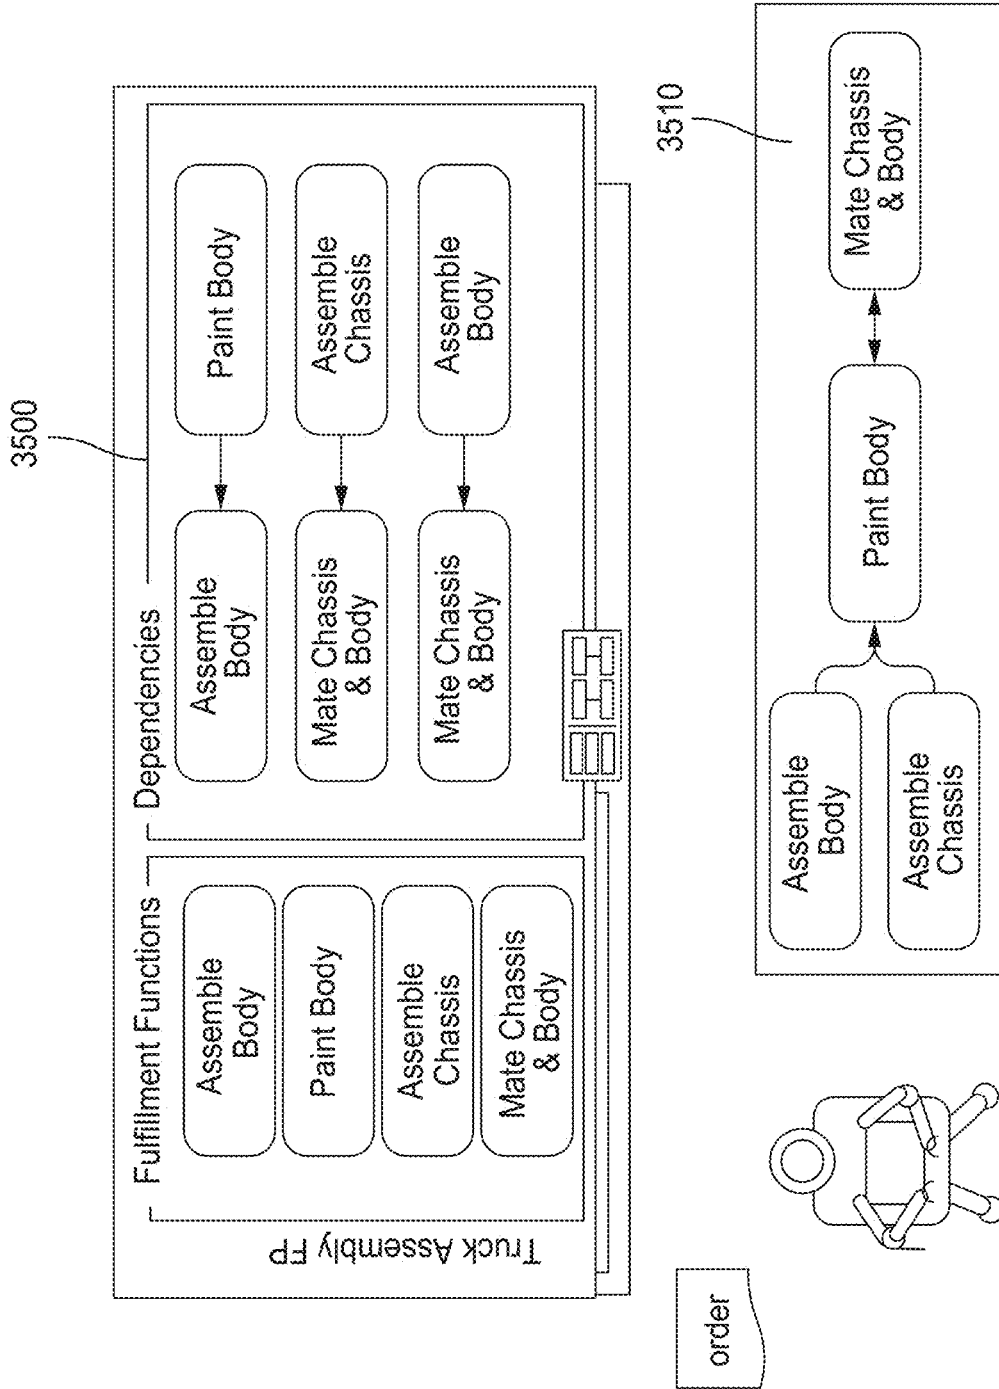 3500
Fulfillment Functions
Dependencies
Truck Assembly FP
Assemble
Body
Paint Body
Assemble
Chassis
Mate Chassis
& Body
Assemble
Body
Paint Body
Mate Chassis
& Body
Assemble
Chassis
Mate Chassis
& Body
Assemble
Body
order
3510
Assemble
Body
Assemble
Chassis
Paint Body
Mate Chassis
& Body